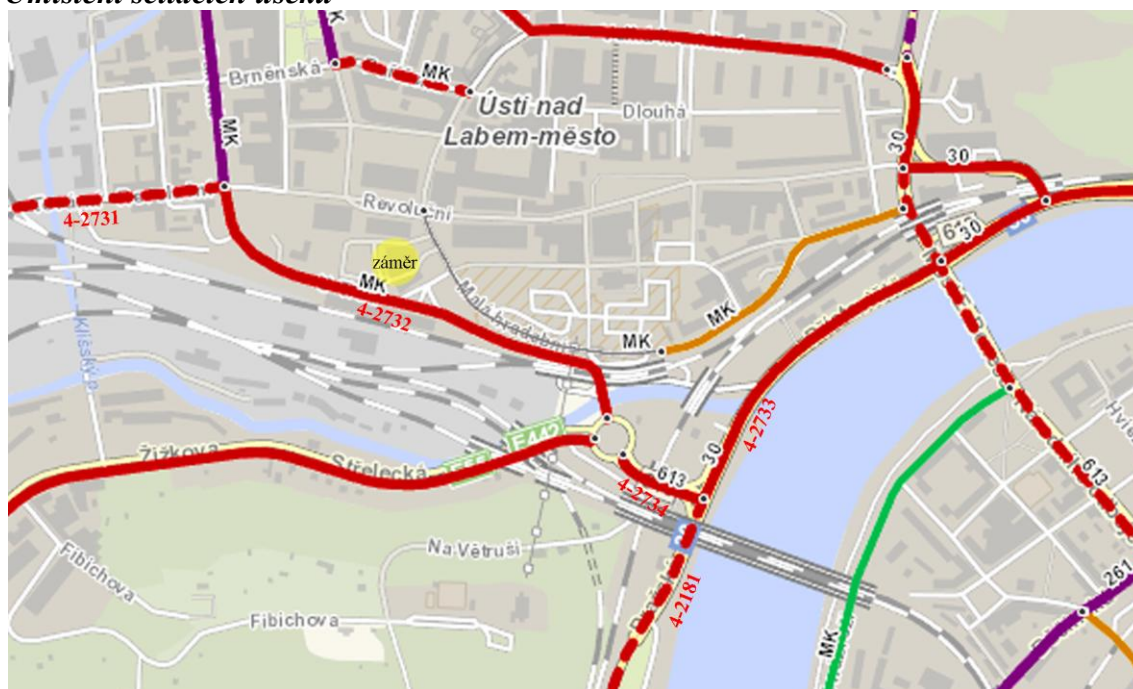 Umístění sčítacích úseků
Brněnská
MK
MK
Ústí nad
Labem-město
Dlouhá
30
30
4-2731
Revoluční
613
30
záměr
MK
4-2732
Malá hradební
MK
MK
Klíšský p.
E442
4-2733
Žižkova
Střelecká
30
613
4-2734
613
Na Větruši
Fibichova
Fibichova
4-2181
261
MK